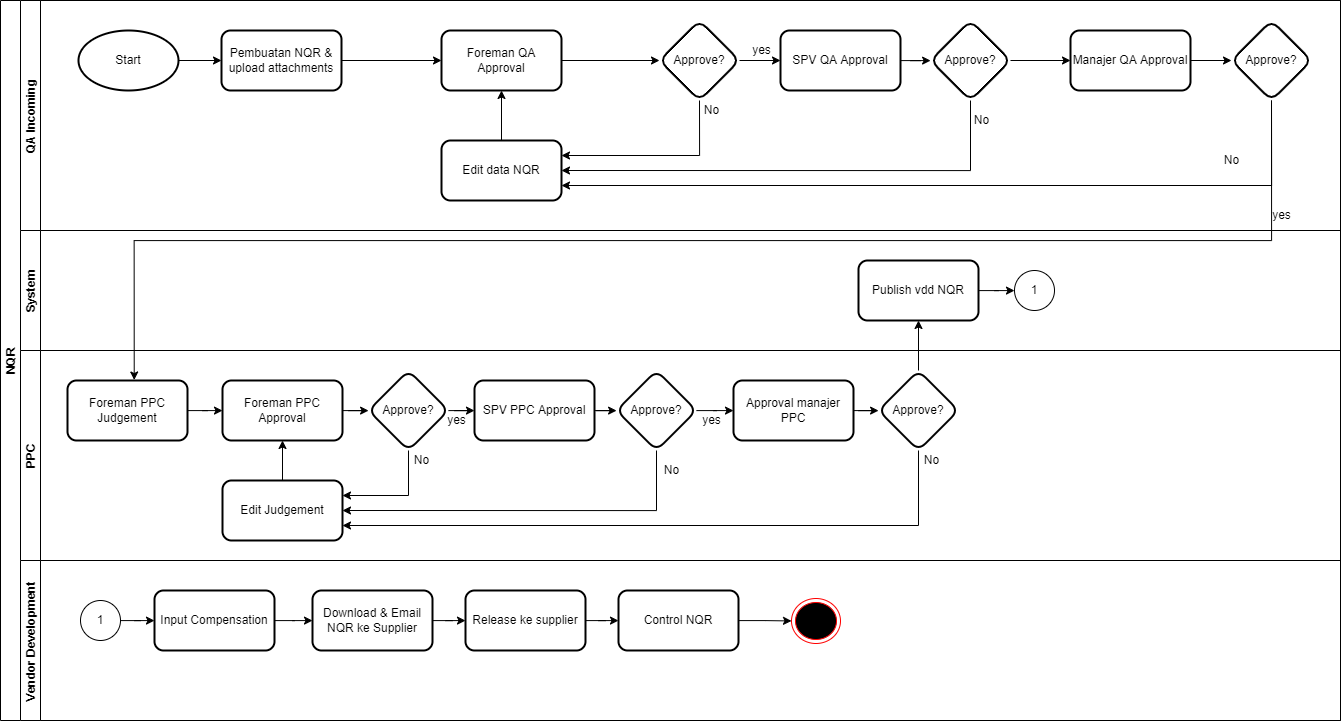 NQR
QA Incoming
Start
Pembuatan NQR &
upload attachments
Foreman QA
Approval
Approve?
yes
SPV QA Approval
Approve?
Manajer QA Approval
Approve?
No
No
No
Edit data NQR
yes
System
Publish vdd NQR
1
PPC
Foreman PPC
Judgement
Foreman PPC
Approval
Approve?
yes
SPV PPC Approval
Approve?
yes
Approval manajer
PPC
Approve?
No
No
No
Edit Judgement
Vendor Development
1
Input Compensation
Download & Email
NQR ke Supplier
Release ke supplier
Control NQR